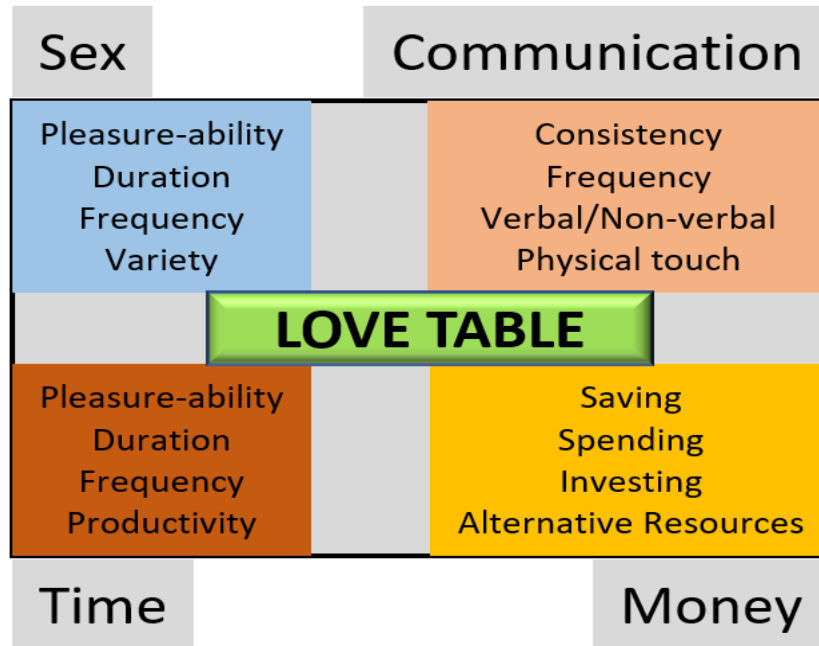 Sex
Communication
Pleasure-ability
Duration
Frequency
Variety
Consistency
Frequency
Verbal/Non-verbal
Physical touch
LOVE TABLE
Pleasure-ability
Duration
Frequency
Productivity
Saving
Spending
Investing
Alternative Resources
Time
Money